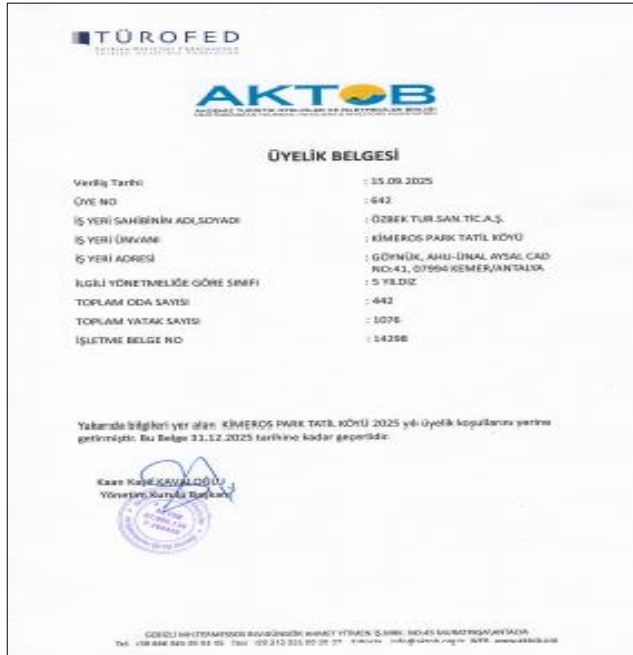 TÜROFED
AKTOB
ÜYELİK BELGESİ
Veriliş Tarihi : 15.09.2025
ÜYE NO : 642
İŞ YERİ SAHİBİNİN ADI,SOYADI : ÖZBEK TUR.SAN.TİC.A.Ş.
İŞ YERİ ÜNVANI : KİMEROS PARK TATİL KÖYÜ
İŞ YERİ ADRESİ : GÖYNÜK, AHU-ÜNAL AYSAL CAD
NO:41, 07994 KEMER/ANTALYA
İLGİLİ YÖNETMELİĞE GÖRE SINIFI : 5 YILDIZ
TOPLAM ODA SAYISI : 442
TOPLAM YATAK SAYISI : 1076
İŞLETME BELGE NO : 14298
Yukarıda bilgileri yer alan KİMEROS PARK TATİL KÖYÜ 2025 yılı üyelik koşullarını yerine
getirmiştir. Bu Belge 31.12.2025 tarihine kadar geçerlidir.
Kaan Kaşif KAVALOĞLU
Yönetim Kurulu Başkanı